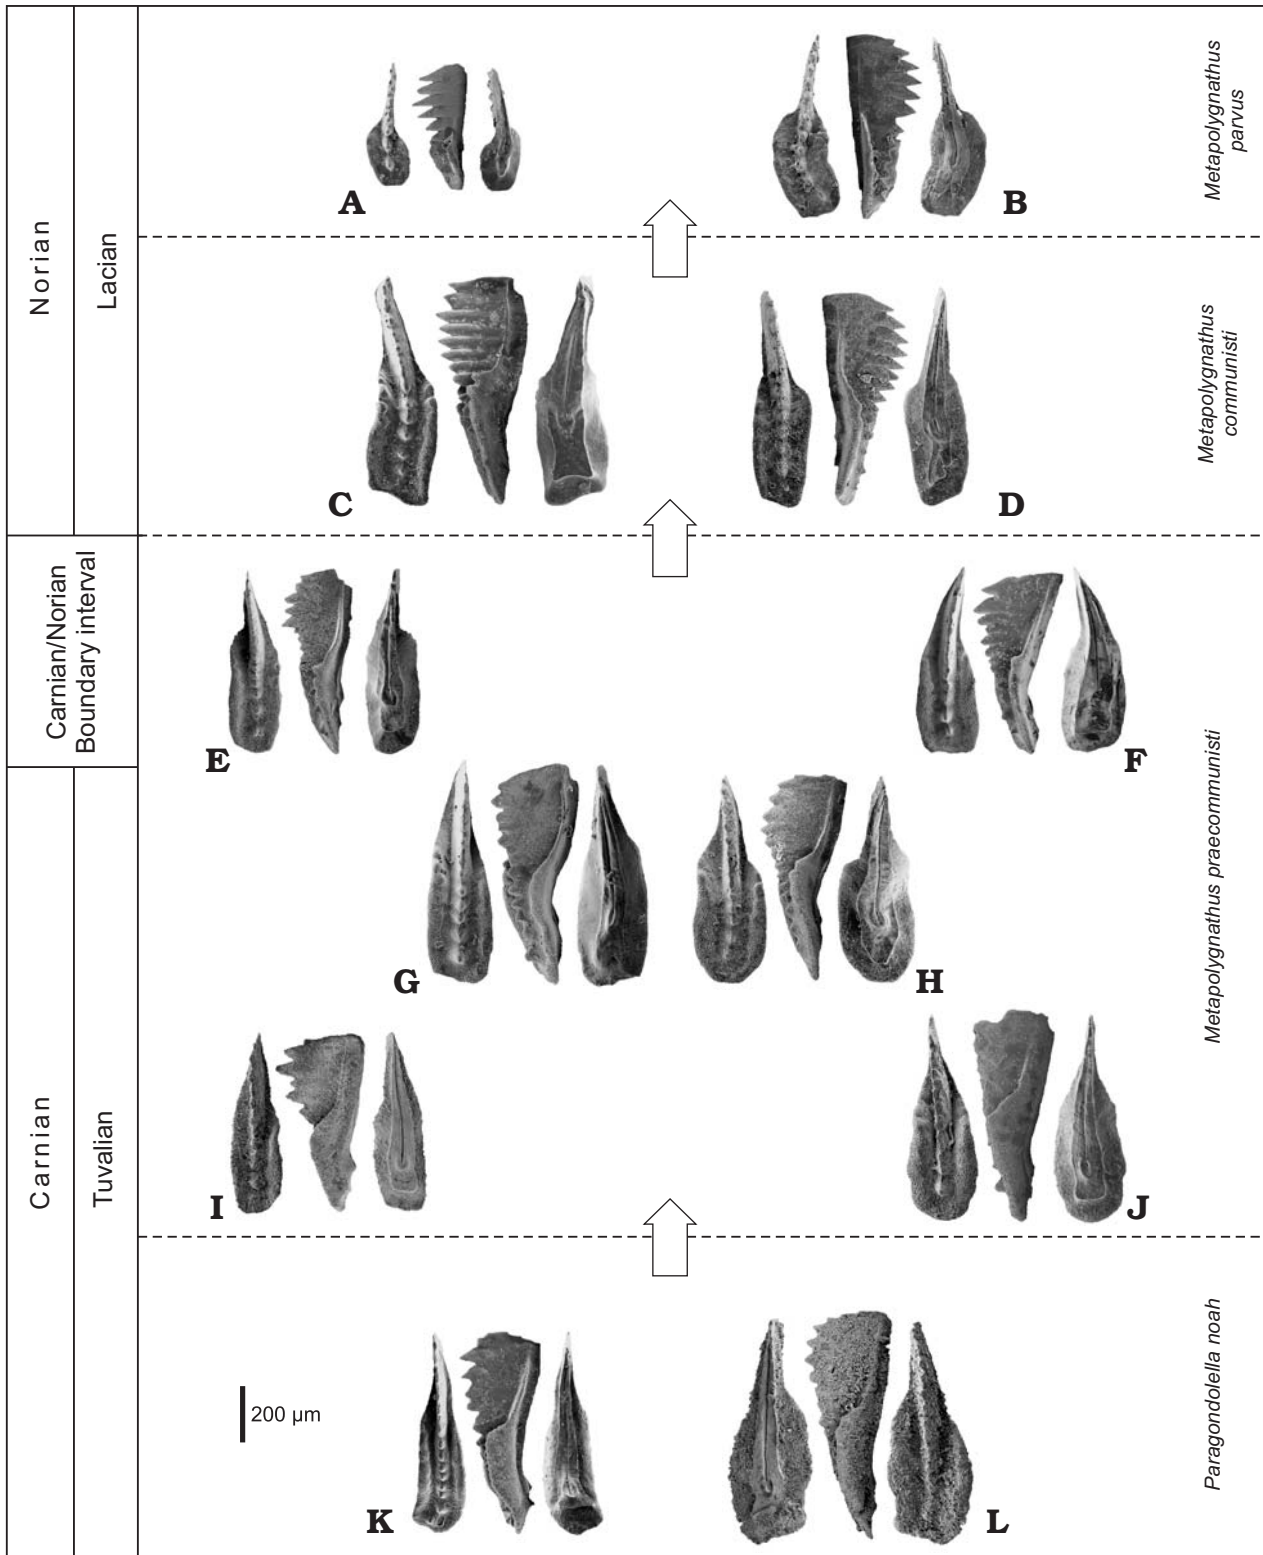 Norian
Lacian
A
B
Metapolygnathus
parvus
C
D
Metapolygnathus
communisti
Carnian/Norian
Boundary interval
E
F
G
H
Metapolygnathus praecommunisti
Carnian
Tuvalian
I
J
200 µm
K
L
Paragondolella noah